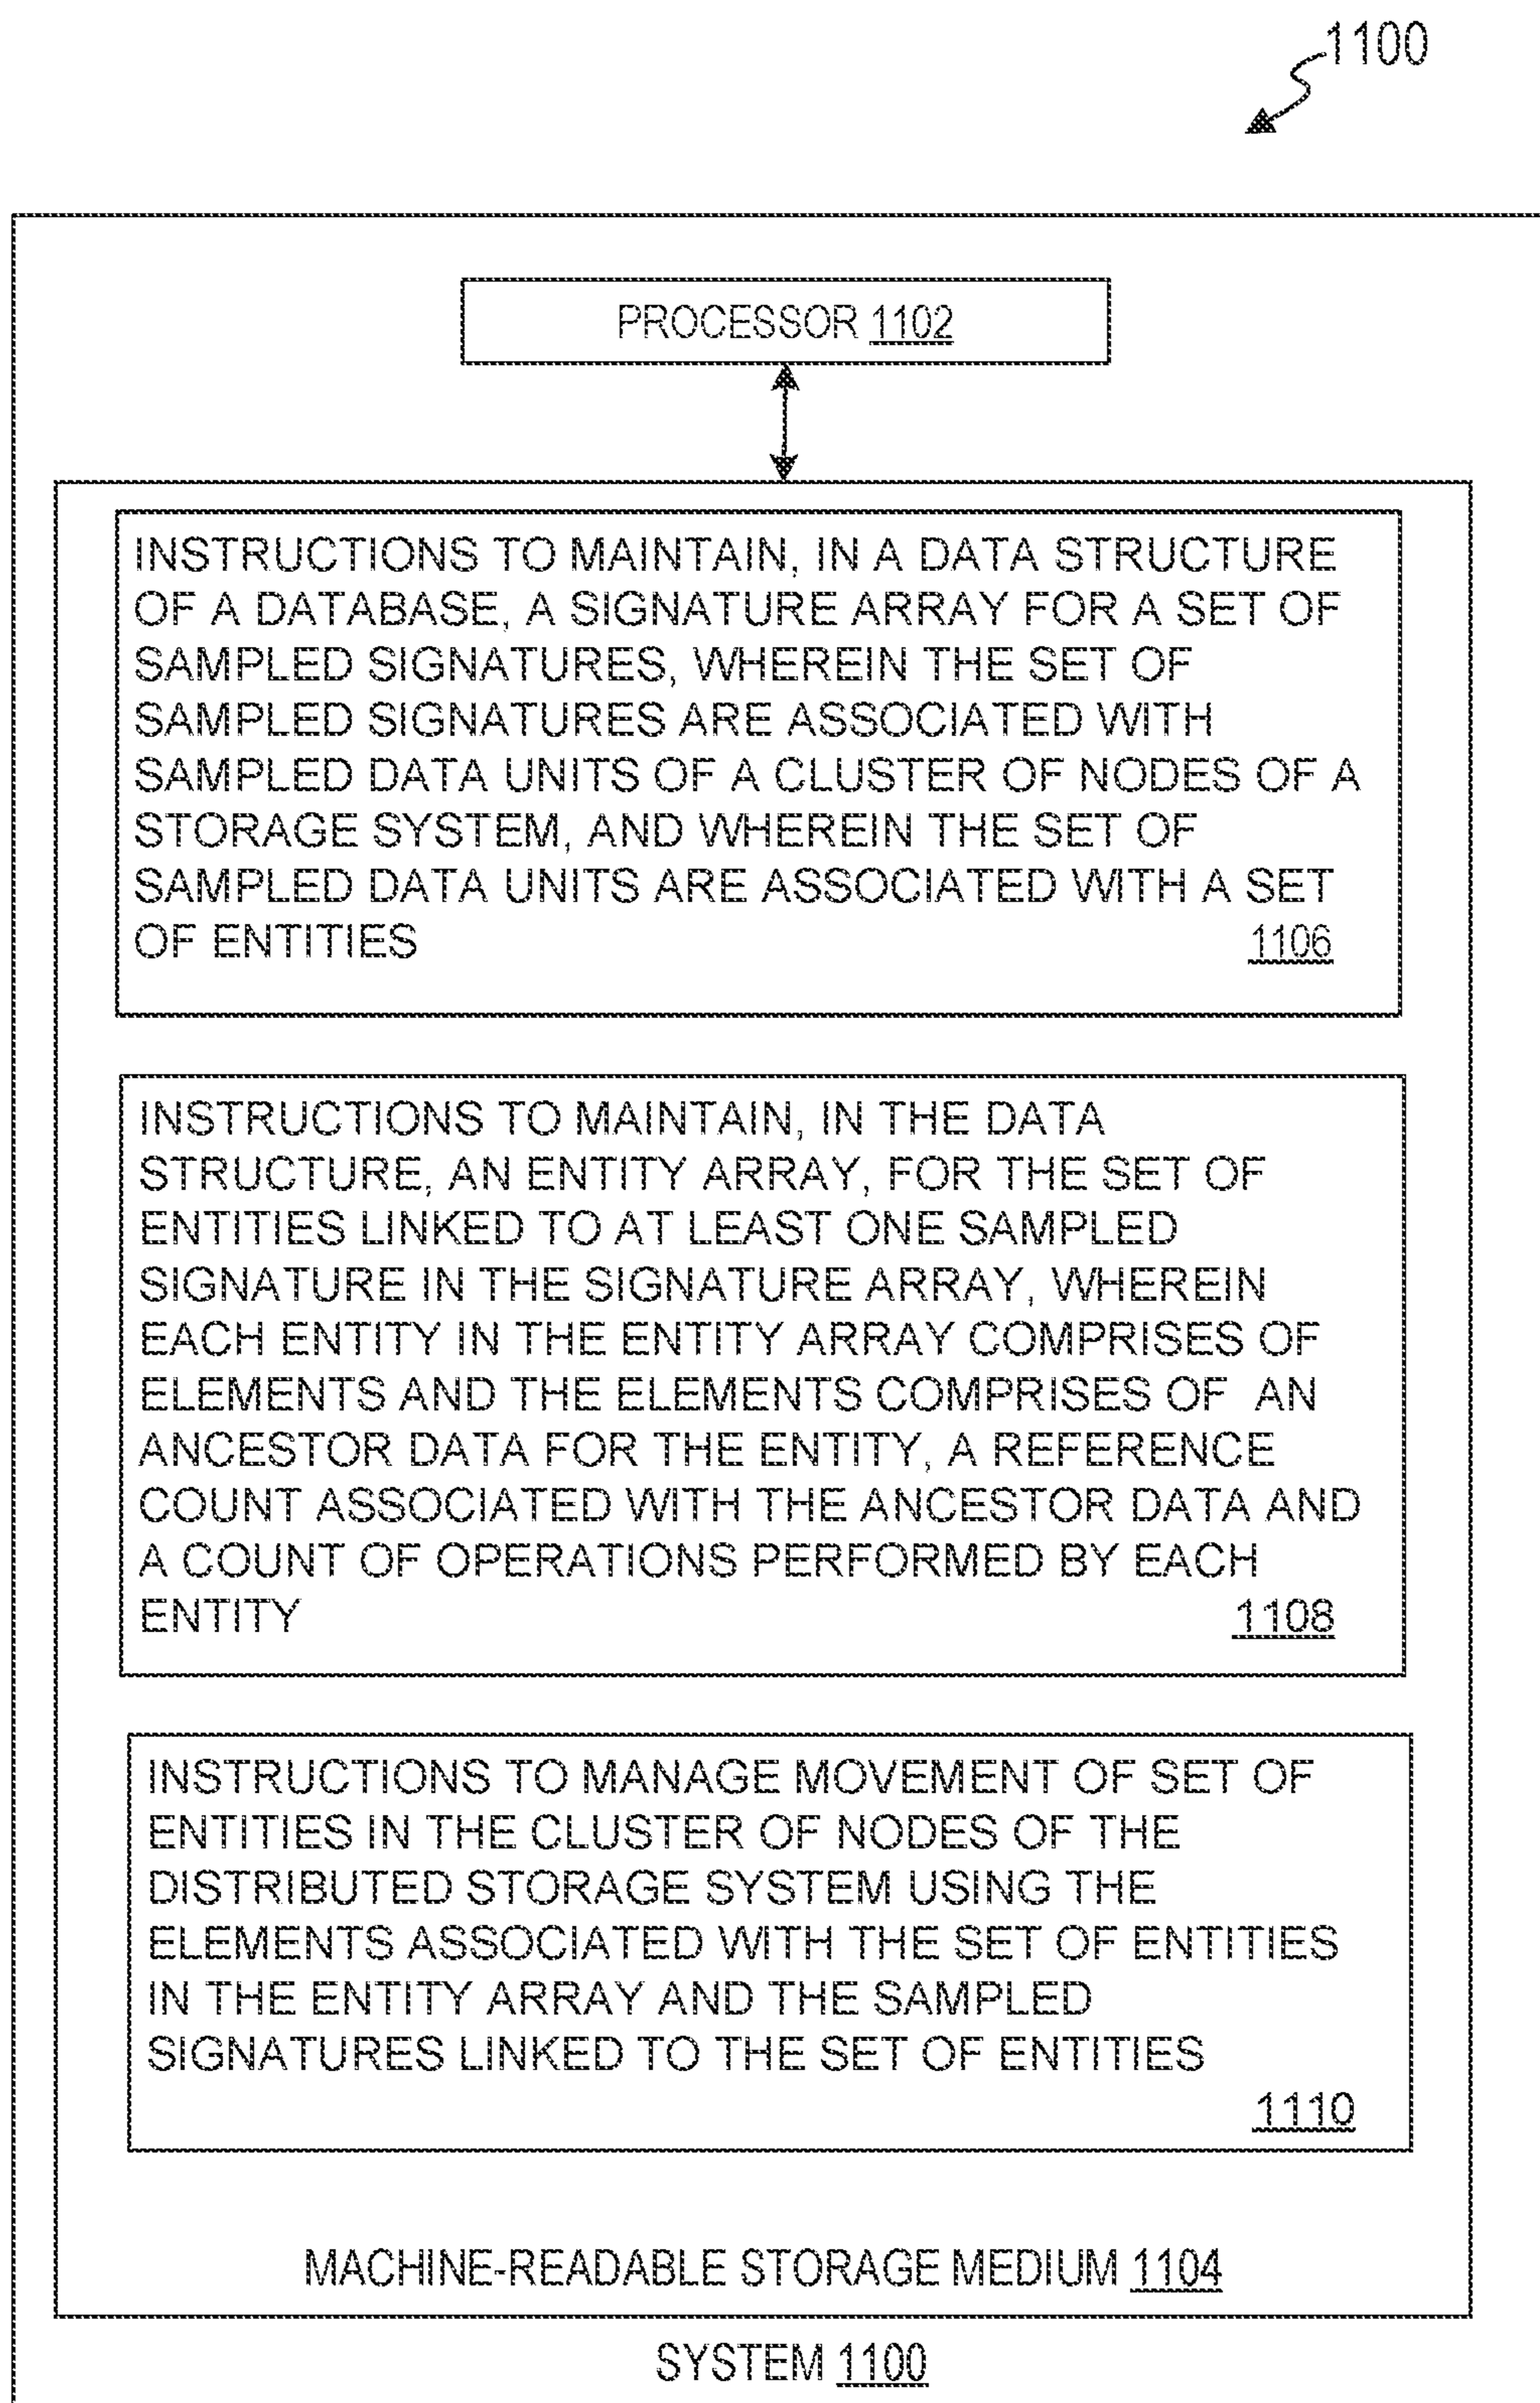 1100
PROCESSOR 1102
INSTRUCTIONS TO MAINTAIN, IN A DATA STRUCTURE
OF A DATABASE, A SIGNATURE ARRAY FOR A SET OF
SAMPLED SIGNATURES, WHEREIN THE SET OF
SAMPLED SIGNATURES ARE ASSOCIATED WITH
SAMPLED DATA UNITS OF A CLUSTER OF NODES OF A
STORAGE SYSTEM, AND WHEREIN THE SET OF
SAMPLED DATA UNITS ARE ASSOCIATED WITH A SET
OF ENTITIES 1106
INSTRUCTIONS TO MAINTAIN, IN THE DATA
STRUCTURE, AN ENTITY ARRAY, FOR THE SET OF
ENTITIES LINKED TO AT LEAST ONE SAMPLED
SIGNATURE IN THE SIGNATURE ARRAY, WHEREIN
EACH ENTITY IN THE ENTITY ARRAY COMPRISES OF
ELEMENTS AND THE ELEMENTS COMPRISES OF AN
ANCESTOR DATA FOR THE ENTITY, A REFERENCE
COUNT ASSOCIATED WITH THE ANCESTOR DATA AND
A COUNT OF OPERATIONS PERFORMED BY EACH
ENTITY 1108
INSTRUCTIONS TO MANAGE MOVEMENT OF SET OF
ENTITIES IN THE CLUSTER OF NODES OF THE
DISTRIBUTED STORAGE SYSTEM USING THE
ELEMENTS ASSOCIATED WITH THE SET OF ENTITIES
IN THE ENTITY ARRAY AND THE SAMPLED
SIGNATURES LINKED TO THE SET OF ENTITIES
1110
MACHINE-READABLE STORAGE MEDIUM 1104
SYSTEM 1100